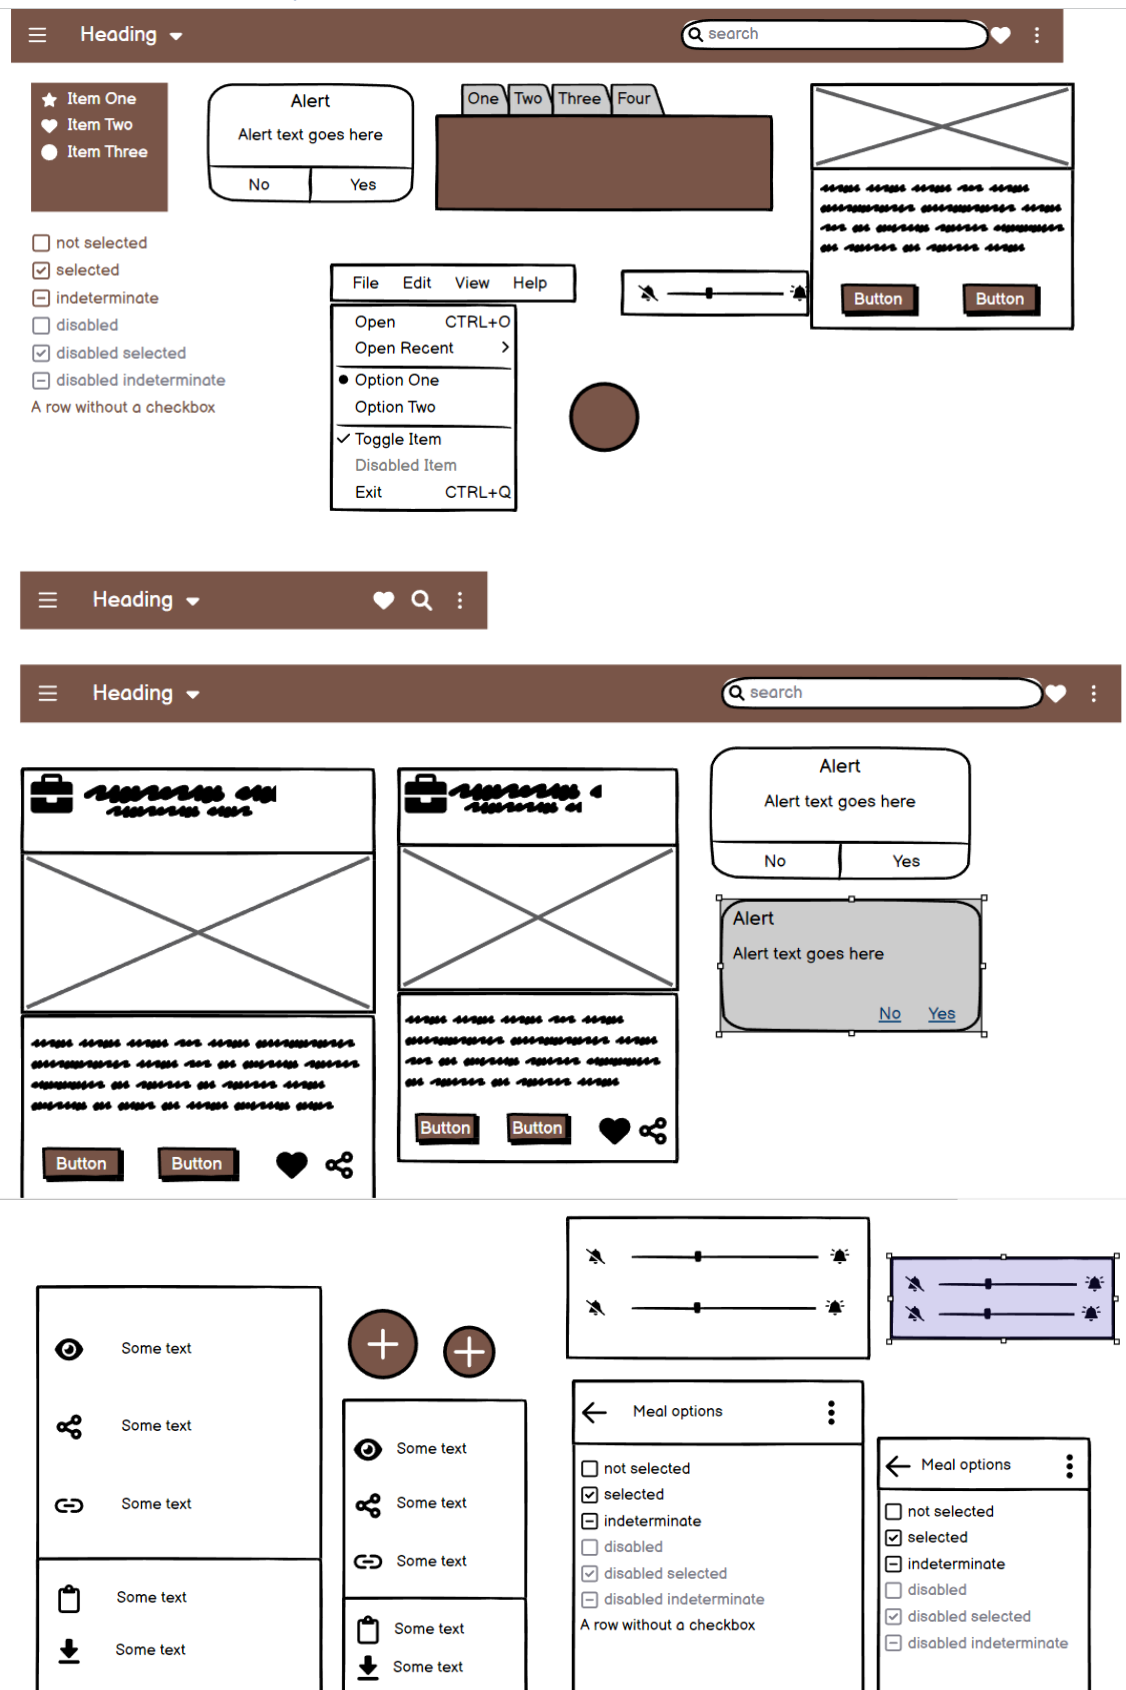 Heading
search
Item One
Item Two
Item Three
Alert
Alert text goes here
No Yes
One Two Three Four
not selected
selected
indeterminate
disabled
disabled selected
disabled indeterminate
A row without a checkbox
File Edit View Help
Open CTRL+O
Open Recent
Option One
Option Two
Toggle Item
Disabled Item
Exit CTRL+Q
Button Button
Heading
Heading
search
Button Button
Button Button
Alert
Alert text goes here
No Yes
Alert
Alert text goes here
No Yes
Some text
Some text
Some text
Some text
Some text
Some text
Some text
Some text
Some text
Some text
Meal options
not selected
selected
indeterminate
disabled
disabled selected
disabled indeterminate
A row without a checkbox
Meal options
not selected
selected
indeterminate
disabled
disabled selected
disabled indeterminate